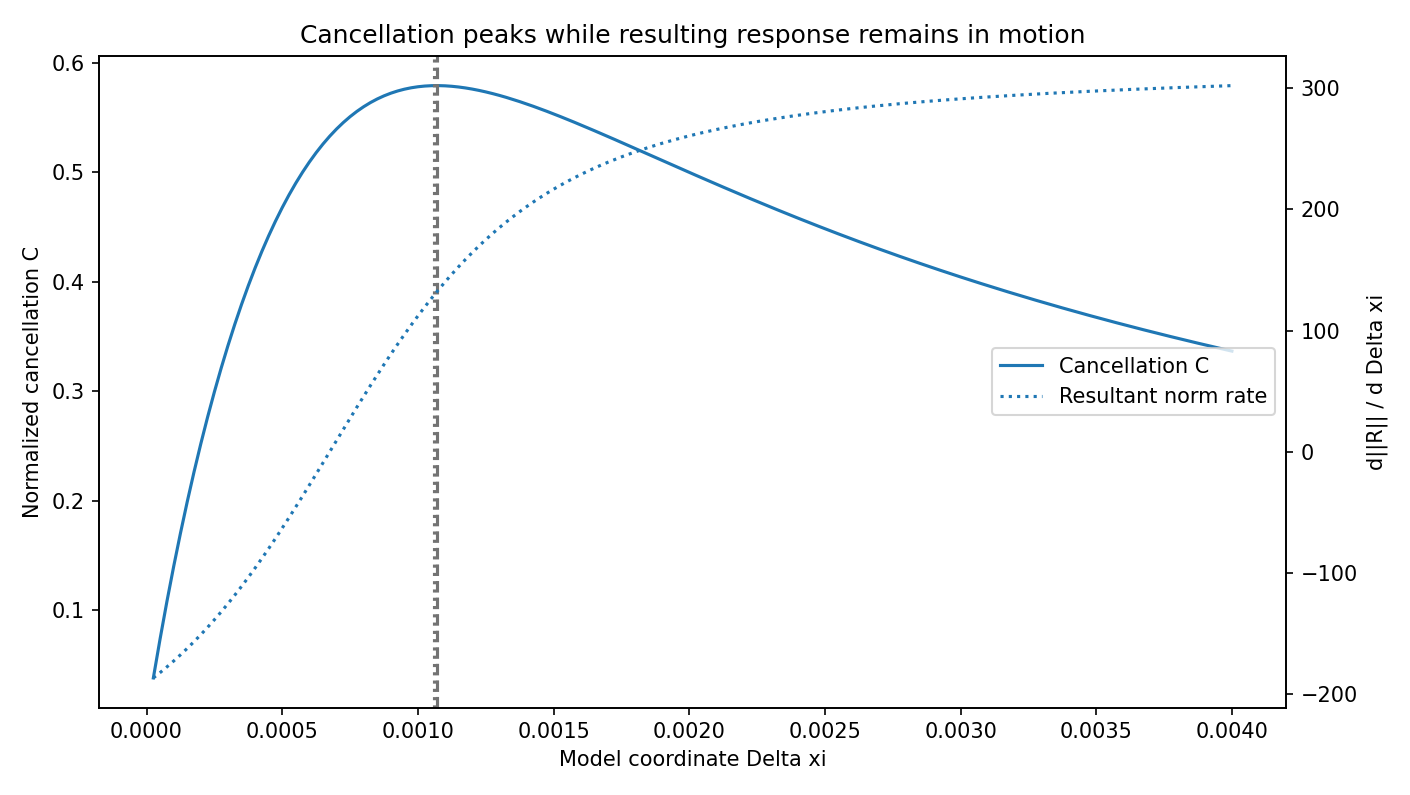 Cancellation peaks while resulting response remains in motion
Normalized cancellation C
0.6
0.5
0.4
0.3
0.2
0.1
300
200
100
0
−100
−200
d||R|| / d Delta xi
Cancellation C
Resultant norm rate
0.0000 0.0005 0.0010 0.0015 0.0020 0.0025 0.0030 0.0035 0.0040
Model coordinate Delta xi